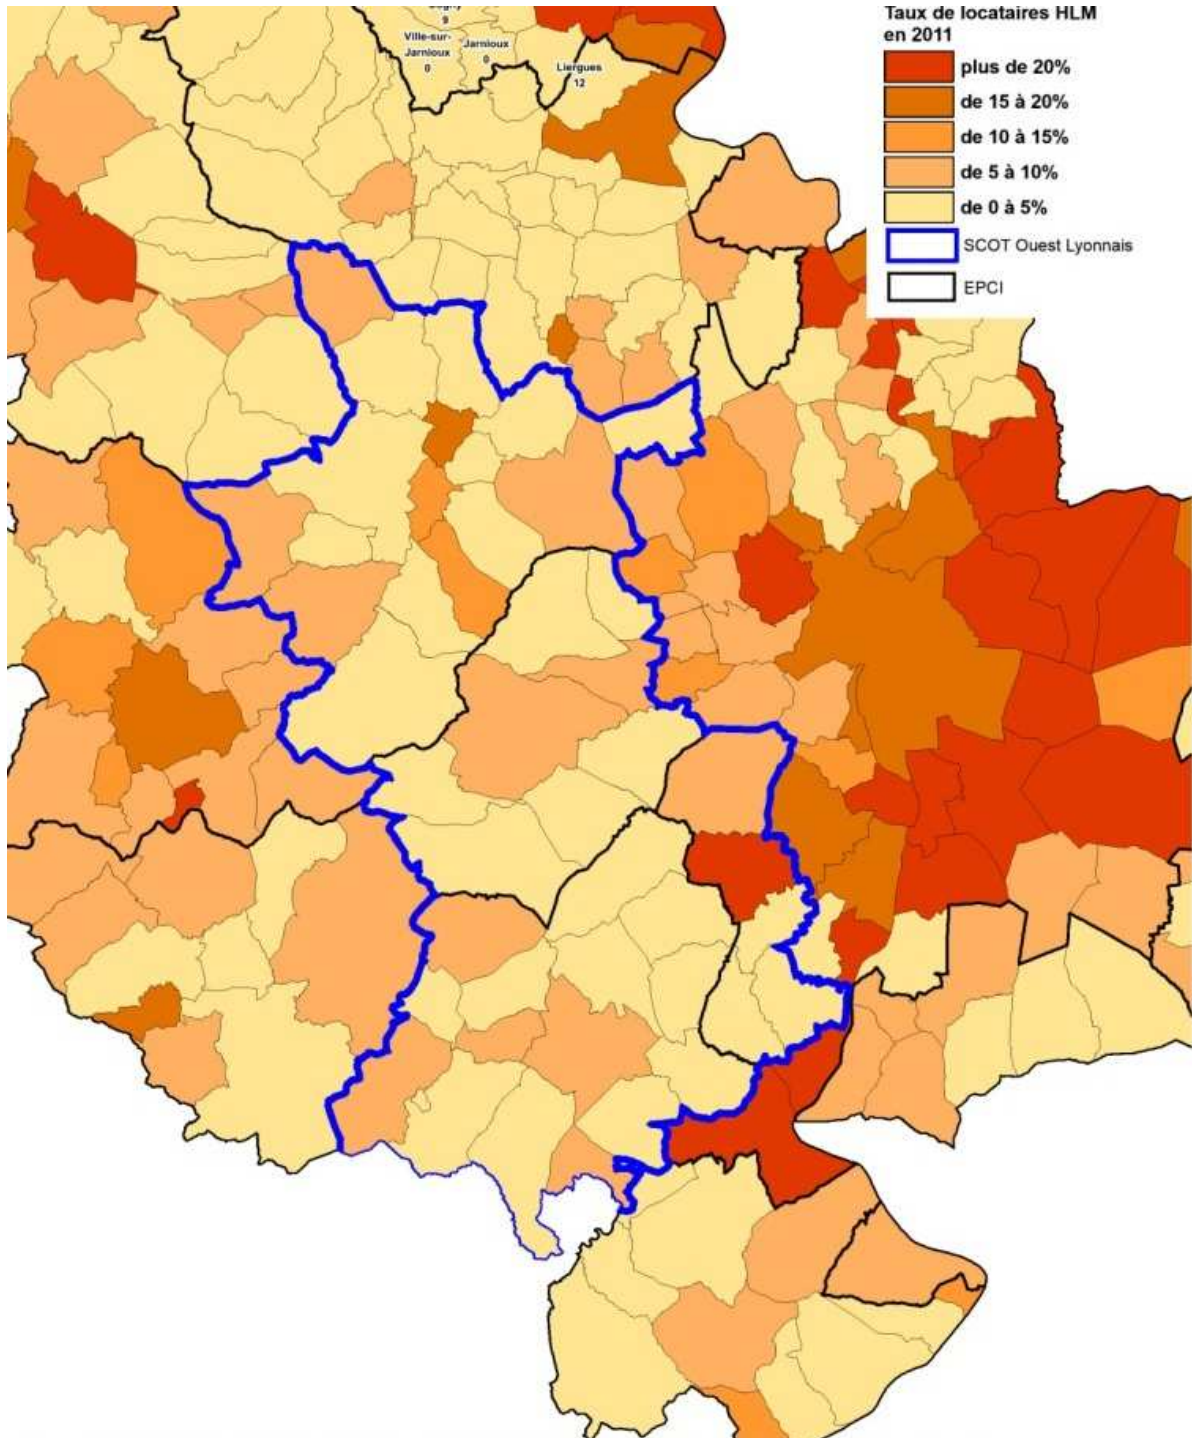 9
Ville-sur-
Jarnioux
0
Jarnioux
0
Liergues
12
Taux de locataires HLM
en 2011
plus de 20%
de 15 à 20%
de 10 à 15%
de 5 à 10%
de 0 à 5%
SCOT Ouest Lyonnais
EPCI